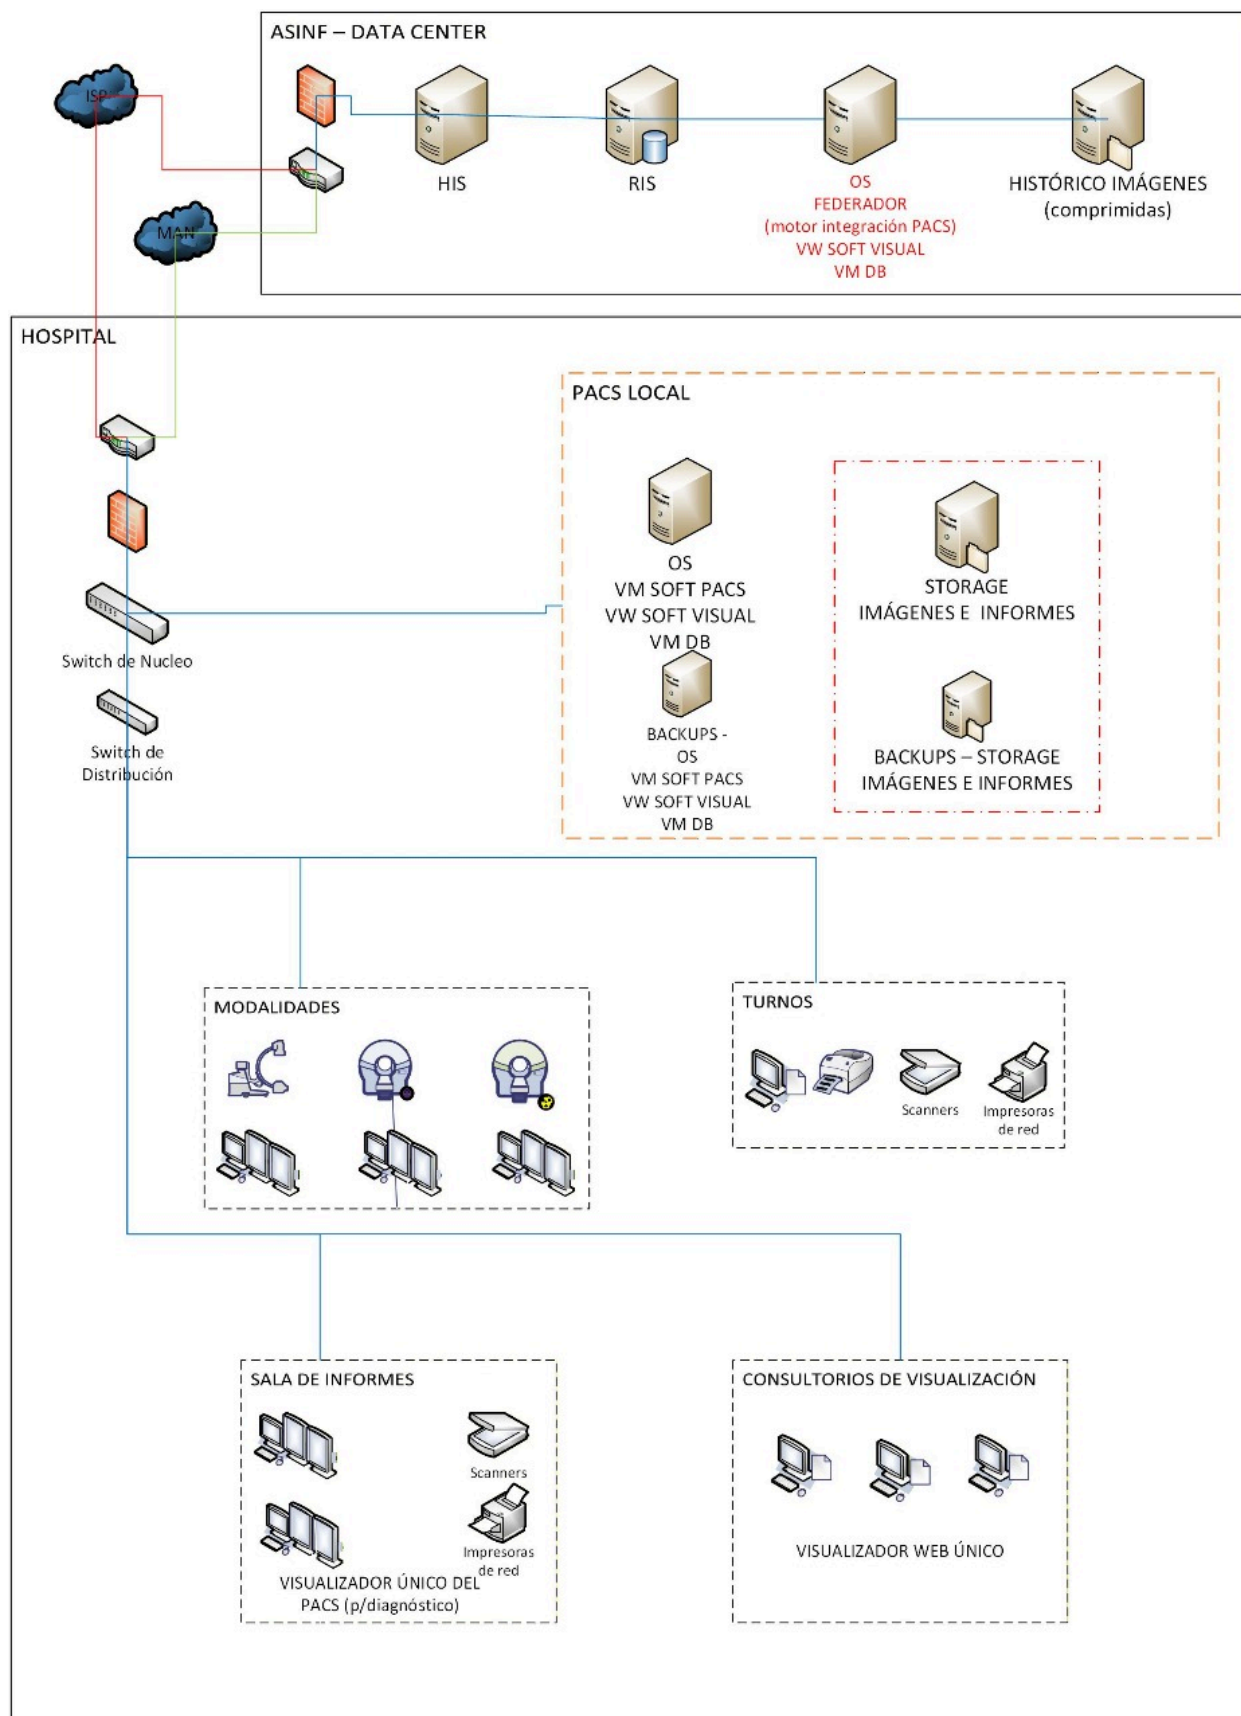 ASINF – DATA CENTER
ISP
HIS
RIS
OS
FEDERADOR
(motor integración PACS)
VW SOFT VISUAL
VM DB
HISTÓRICO IMÁGENES
(comprimidas)
MAN
HOSPITAL
PACS LOCAL
OS
VM SOFT PACS
VW SOFT VISUAL
VM DB
STORAGE
IMÁGENES E INFORMES
Switch de Nucleo
Switch de
Distribución
BACKUPS -
OS
VM SOFT PACS
VW SOFT VISUAL
VM DB
BACKUPS – STORAGE
IMÁGENES E INFORMES
MODALIDADES
TURNOS
Scanners
Impresoras
de red
SALA DE INFORMES
Scanners
Impresoras
de red
VISUALIZADOR ÚNICO DEL
PACS (p/diagnóstico)
CONSULTORIOS DE VISUALIZACIÓN
VISUALIZADOR WEB ÚNICO